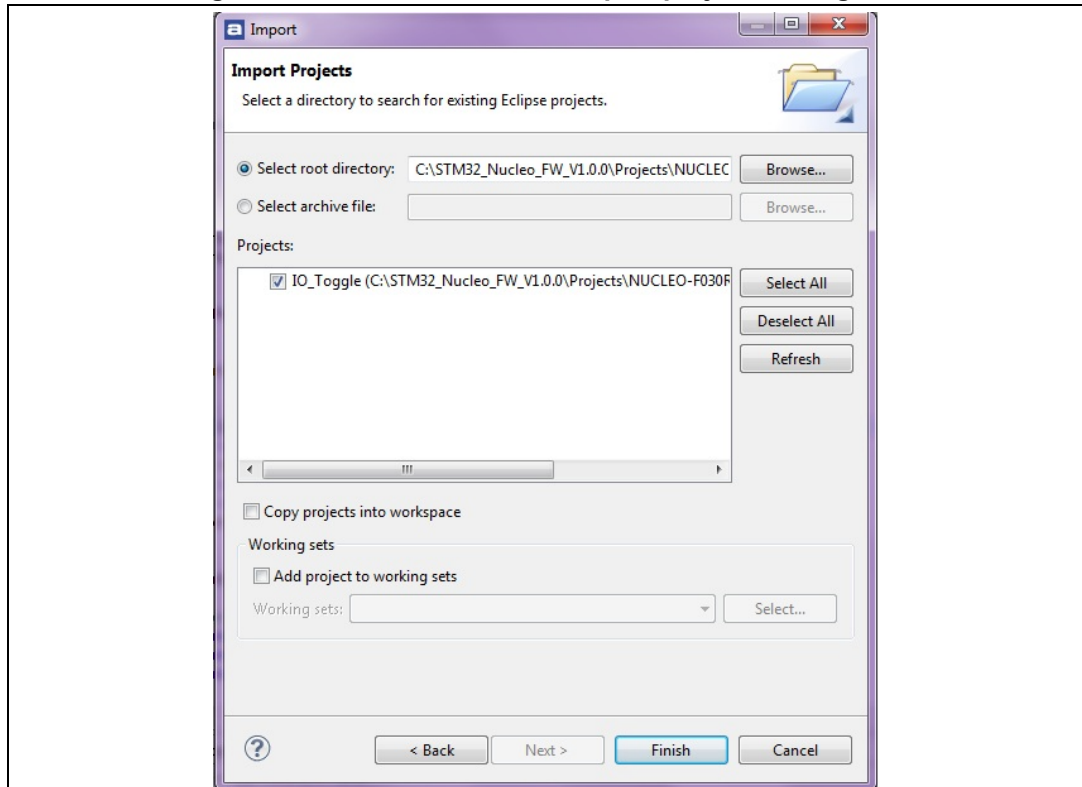 Import
Import Projects
Select a directory to search for existing Eclipse projects.
Select root directory: C:\STM32_Nucleo_FW_V1.0.0\Projects\NUCLEC Browse...
Select archive file: Browse...
Projects:
IO_Toggle (C:\STM32_Nucleo_FW_V1.0.0\Projects\NUCLEO-F030R
Select All
Deselect All
Refresh
Copy projects into workspace
Working sets
Add project to working sets
Working sets: Select...
< Back Next > Finish Cancel